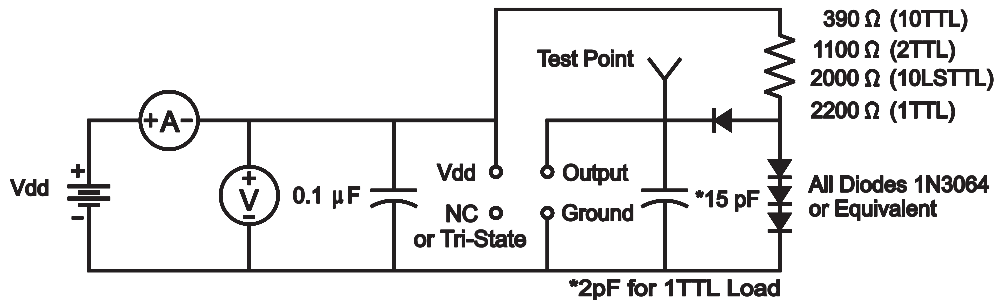 390 Ω (10TTL)
1100 Ω (2TTL)
2000 Ω (10LSTTL)
2200 Ω (1TTL)
Test Point
+A−
Vdd
+
−
+
V
−
0.1 μF
Vdd
Output
NC
or Tri-State
Ground
*15 pF
All Diodes 1N3064
or Equivalent
*2pF for 1TTL Load